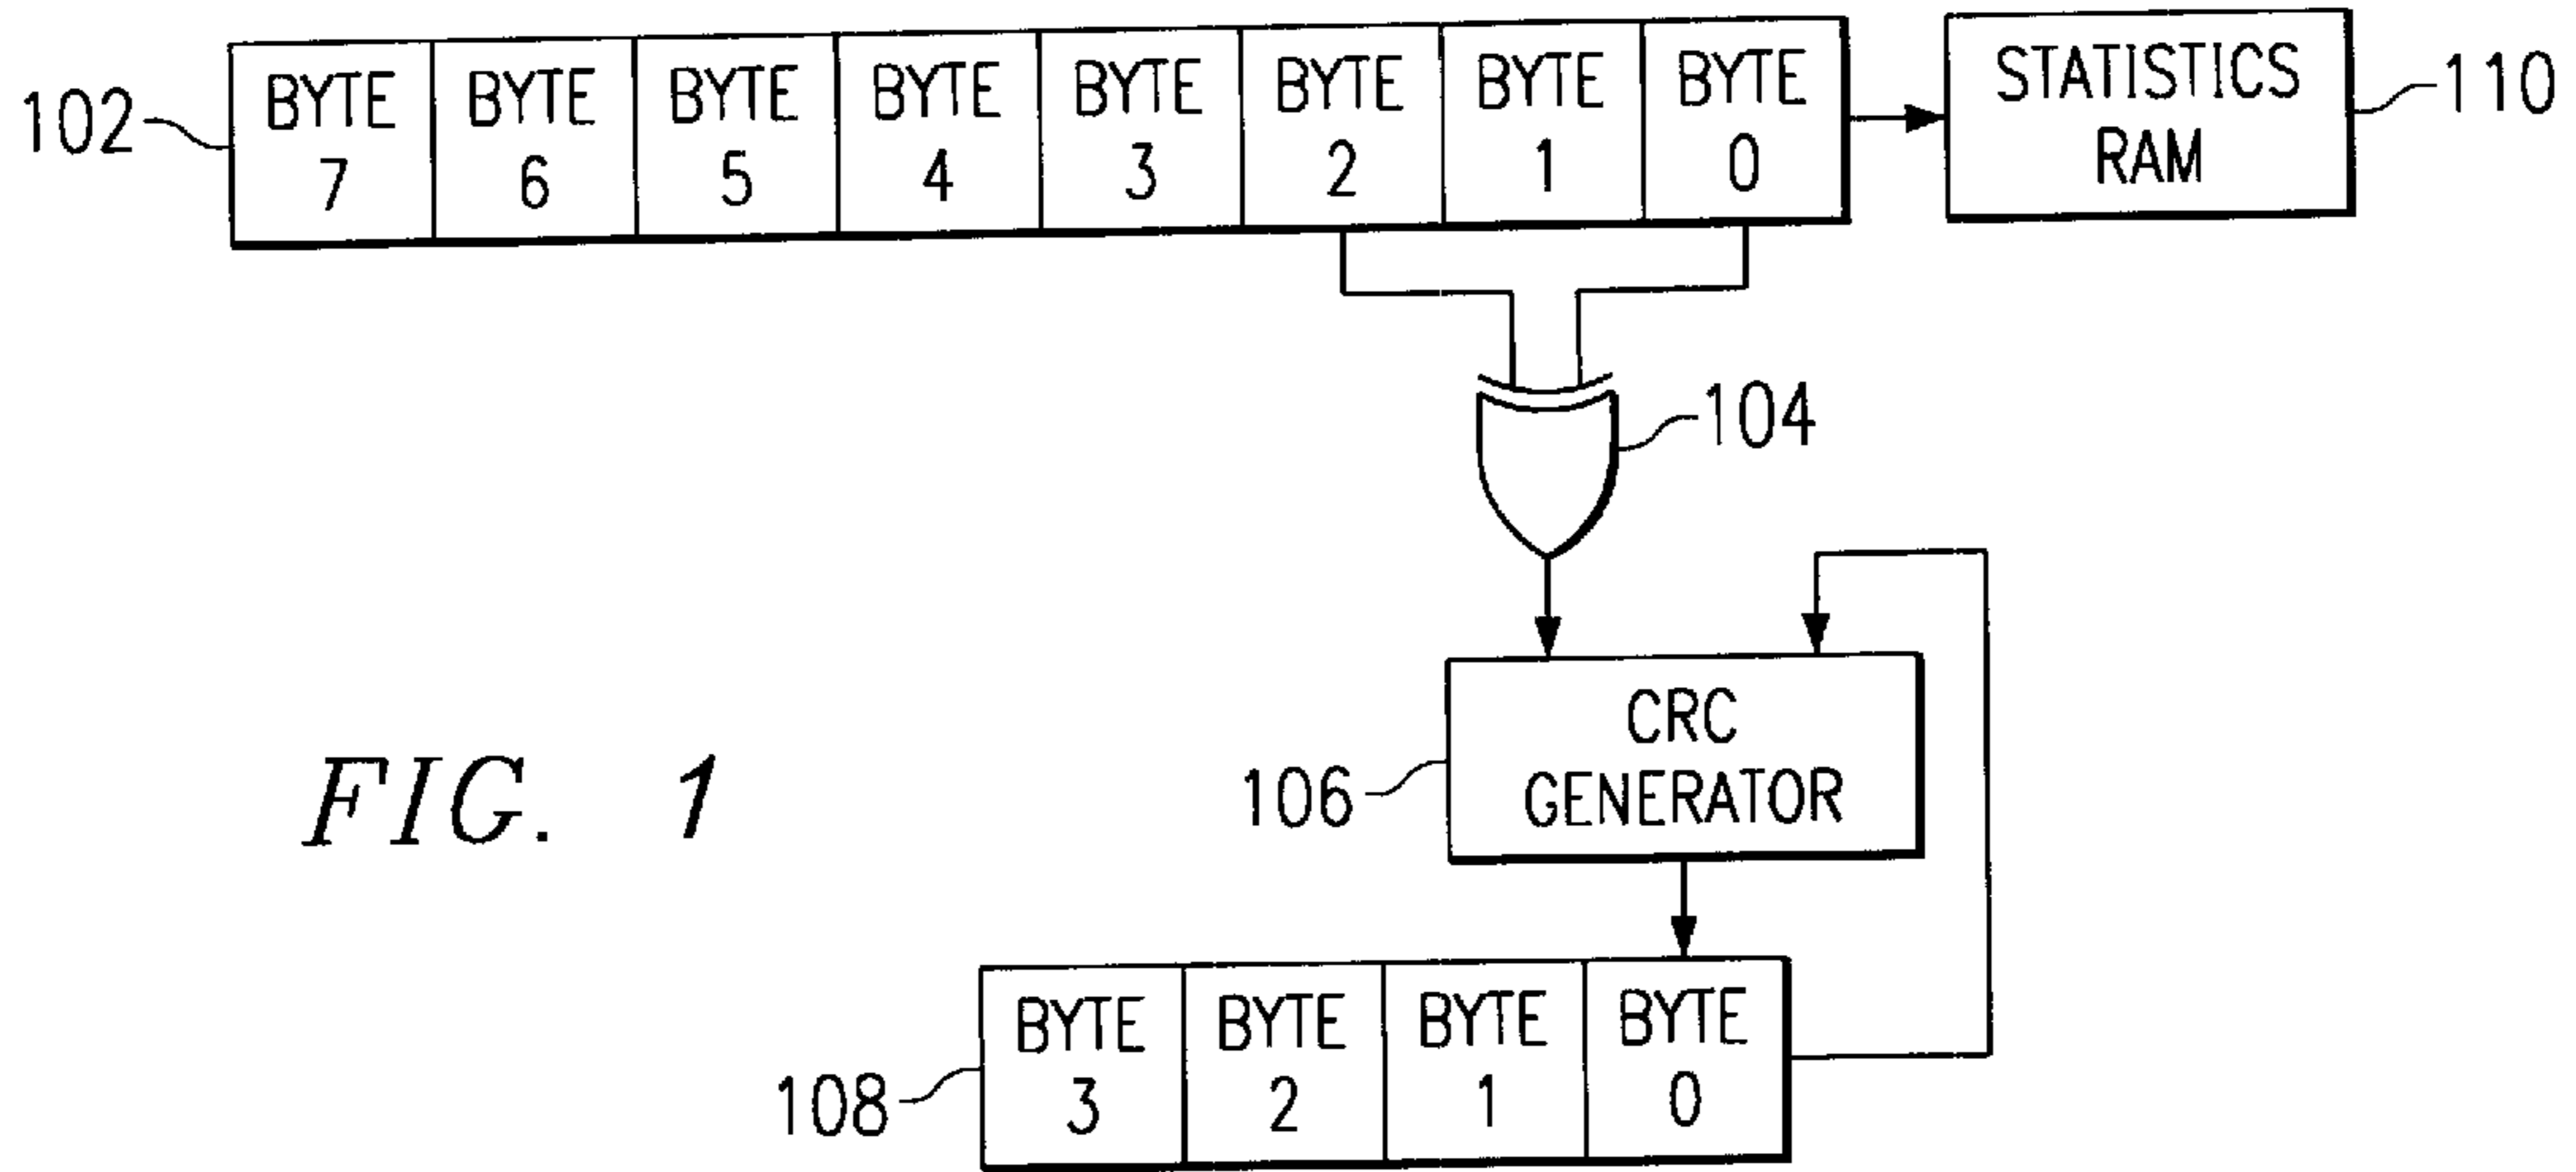 BYTE 7 BYTE 6 BYTE 5 BYTE 4 BYTE 3 BYTE 2 BYTE 1 BYTE 0
STATISTICS
RAM
102
110
104
CRC
GENERATOR
106
FIG. 1
BYTE 3 BYTE 2 BYTE 1 BYTE 0
108